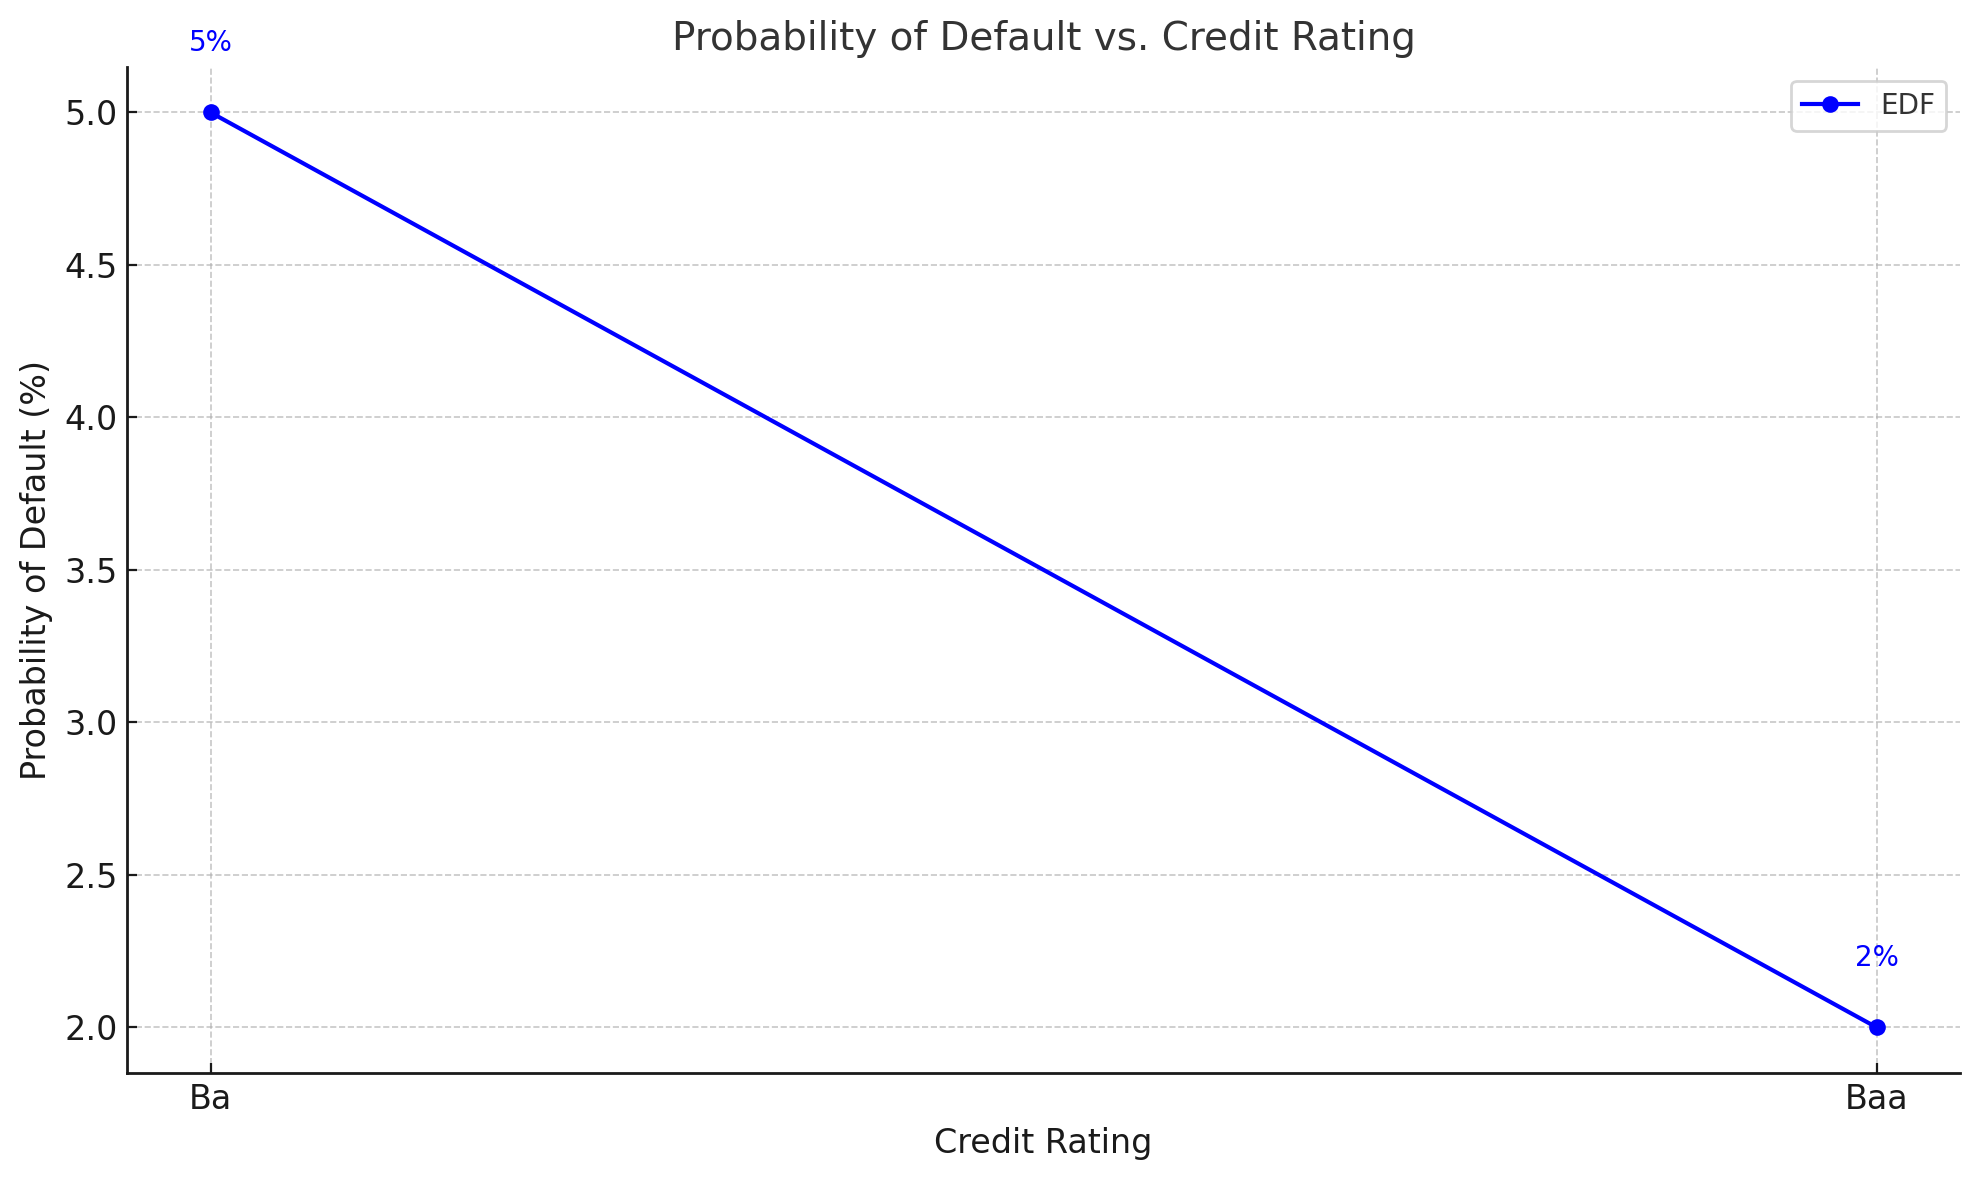 Probability of Default vs. Credit Rating
5%
EDF
5.0
4.5
4.0
3.5
3.0
2.5
2.0
Probability of Default (%)
2%
Ba
Baa
Credit Rating